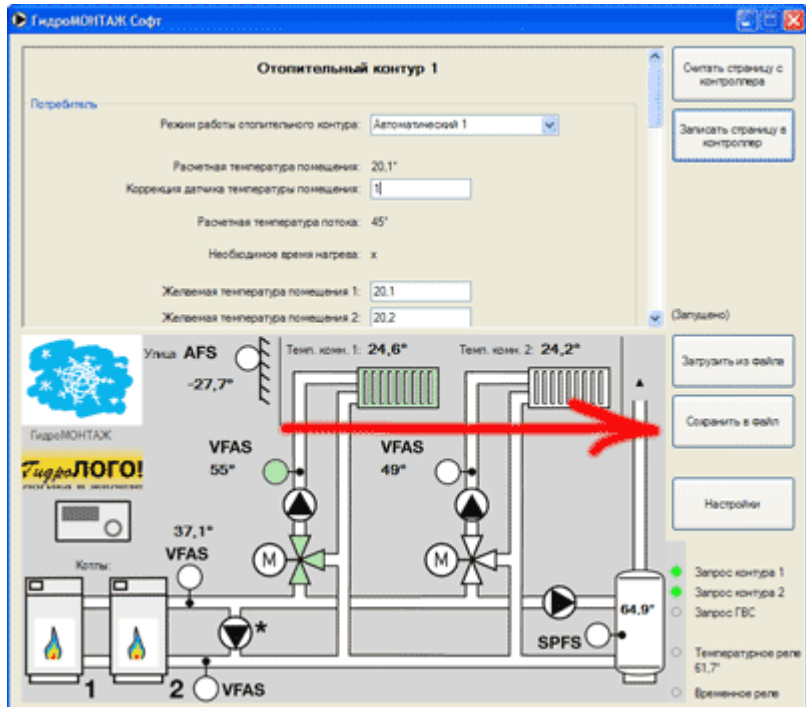 ГидроМОНТАЖ Софт
Отопительный контур 1
Считать страницу с
контроллера
Потребитель
Режим работы отопительного контура: Автоматический 1
Записать страницу в
контроллер
Расчетная температура помещения: 20,1°
Коррекция датчика температуры помещения: 1
Расчетная температура потока: 45°
Необходимое время нагрева: x
Желаемая температура помещения 1: 20.1
Желаемая температура помещения 2: 20.2
(Запущено)
Улица AFS
-27,7°
Темп. комн. 1: 24,6°
Темп. комн. 2: 24,2°
Загрузить из файла
Сохранить в файл
ГидроМОНТАЖ
ГидроЛОГО!
VFAS
55°
VFAS
49°
Настройки
37,1°
VFAS
M
M
Котлы:
Запрос контура 1
Запрос контура 2
Запрос ГВС
64.9°
*
SPFS
Температурное реле
61,7°
1
2
VFAS
Временное реле